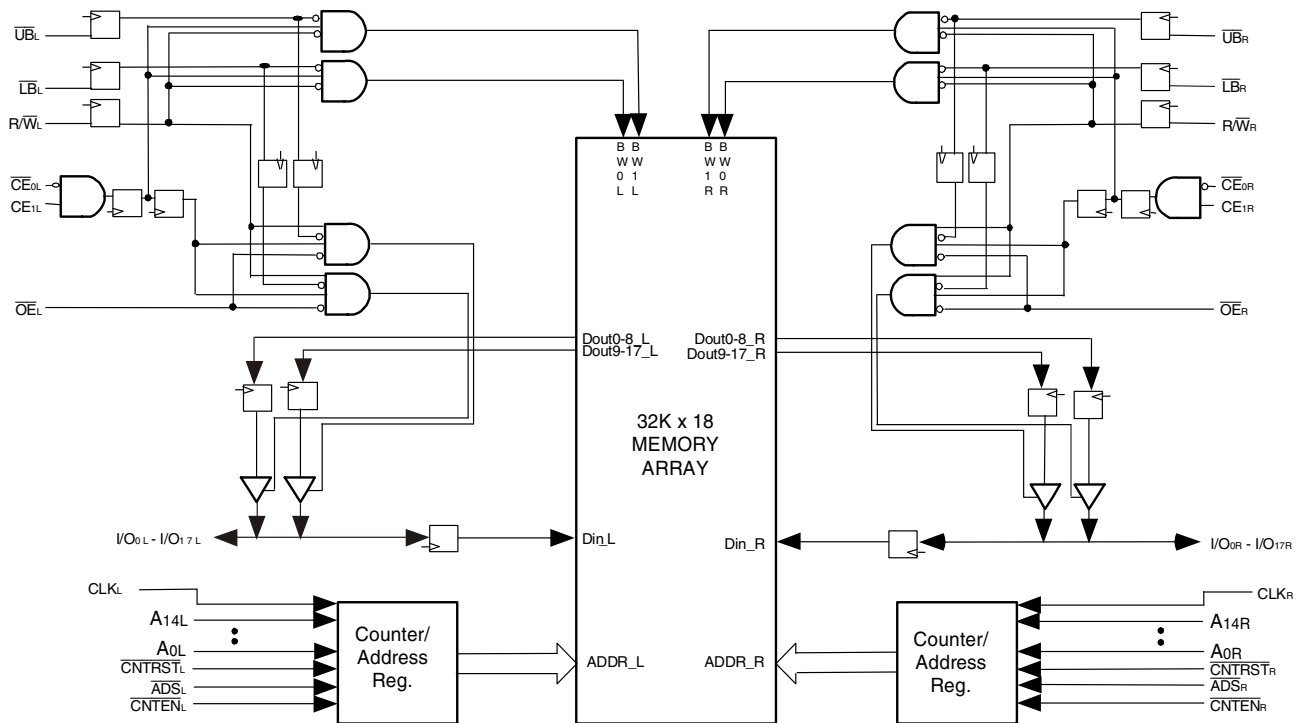 UBL
UBR
LBL
LBR
R/WL
R/WR
B W 0 L
B W 1 L
B W 1 R
B W 0 R
CE0L
CE1L
CE0R
CE1R
OEL
OER
Dout0-8_L
Dout9-17_L
Dout0-8_R
Dout9-17_R
32K x 18
MEMORY
ARRAY
I/O0L - I/O17L
Din_L
Din_R
I/O0R - I/O17R
CLKL
A14L
A0L
CNTRSTL
ADSL
CNTENL
Counter/
Address
Reg.
ADDR_L
ADDR_R
Counter/
Address
Reg.
CLKR
A14R
A0R
CNTRSTR
ADSR
CNTENR